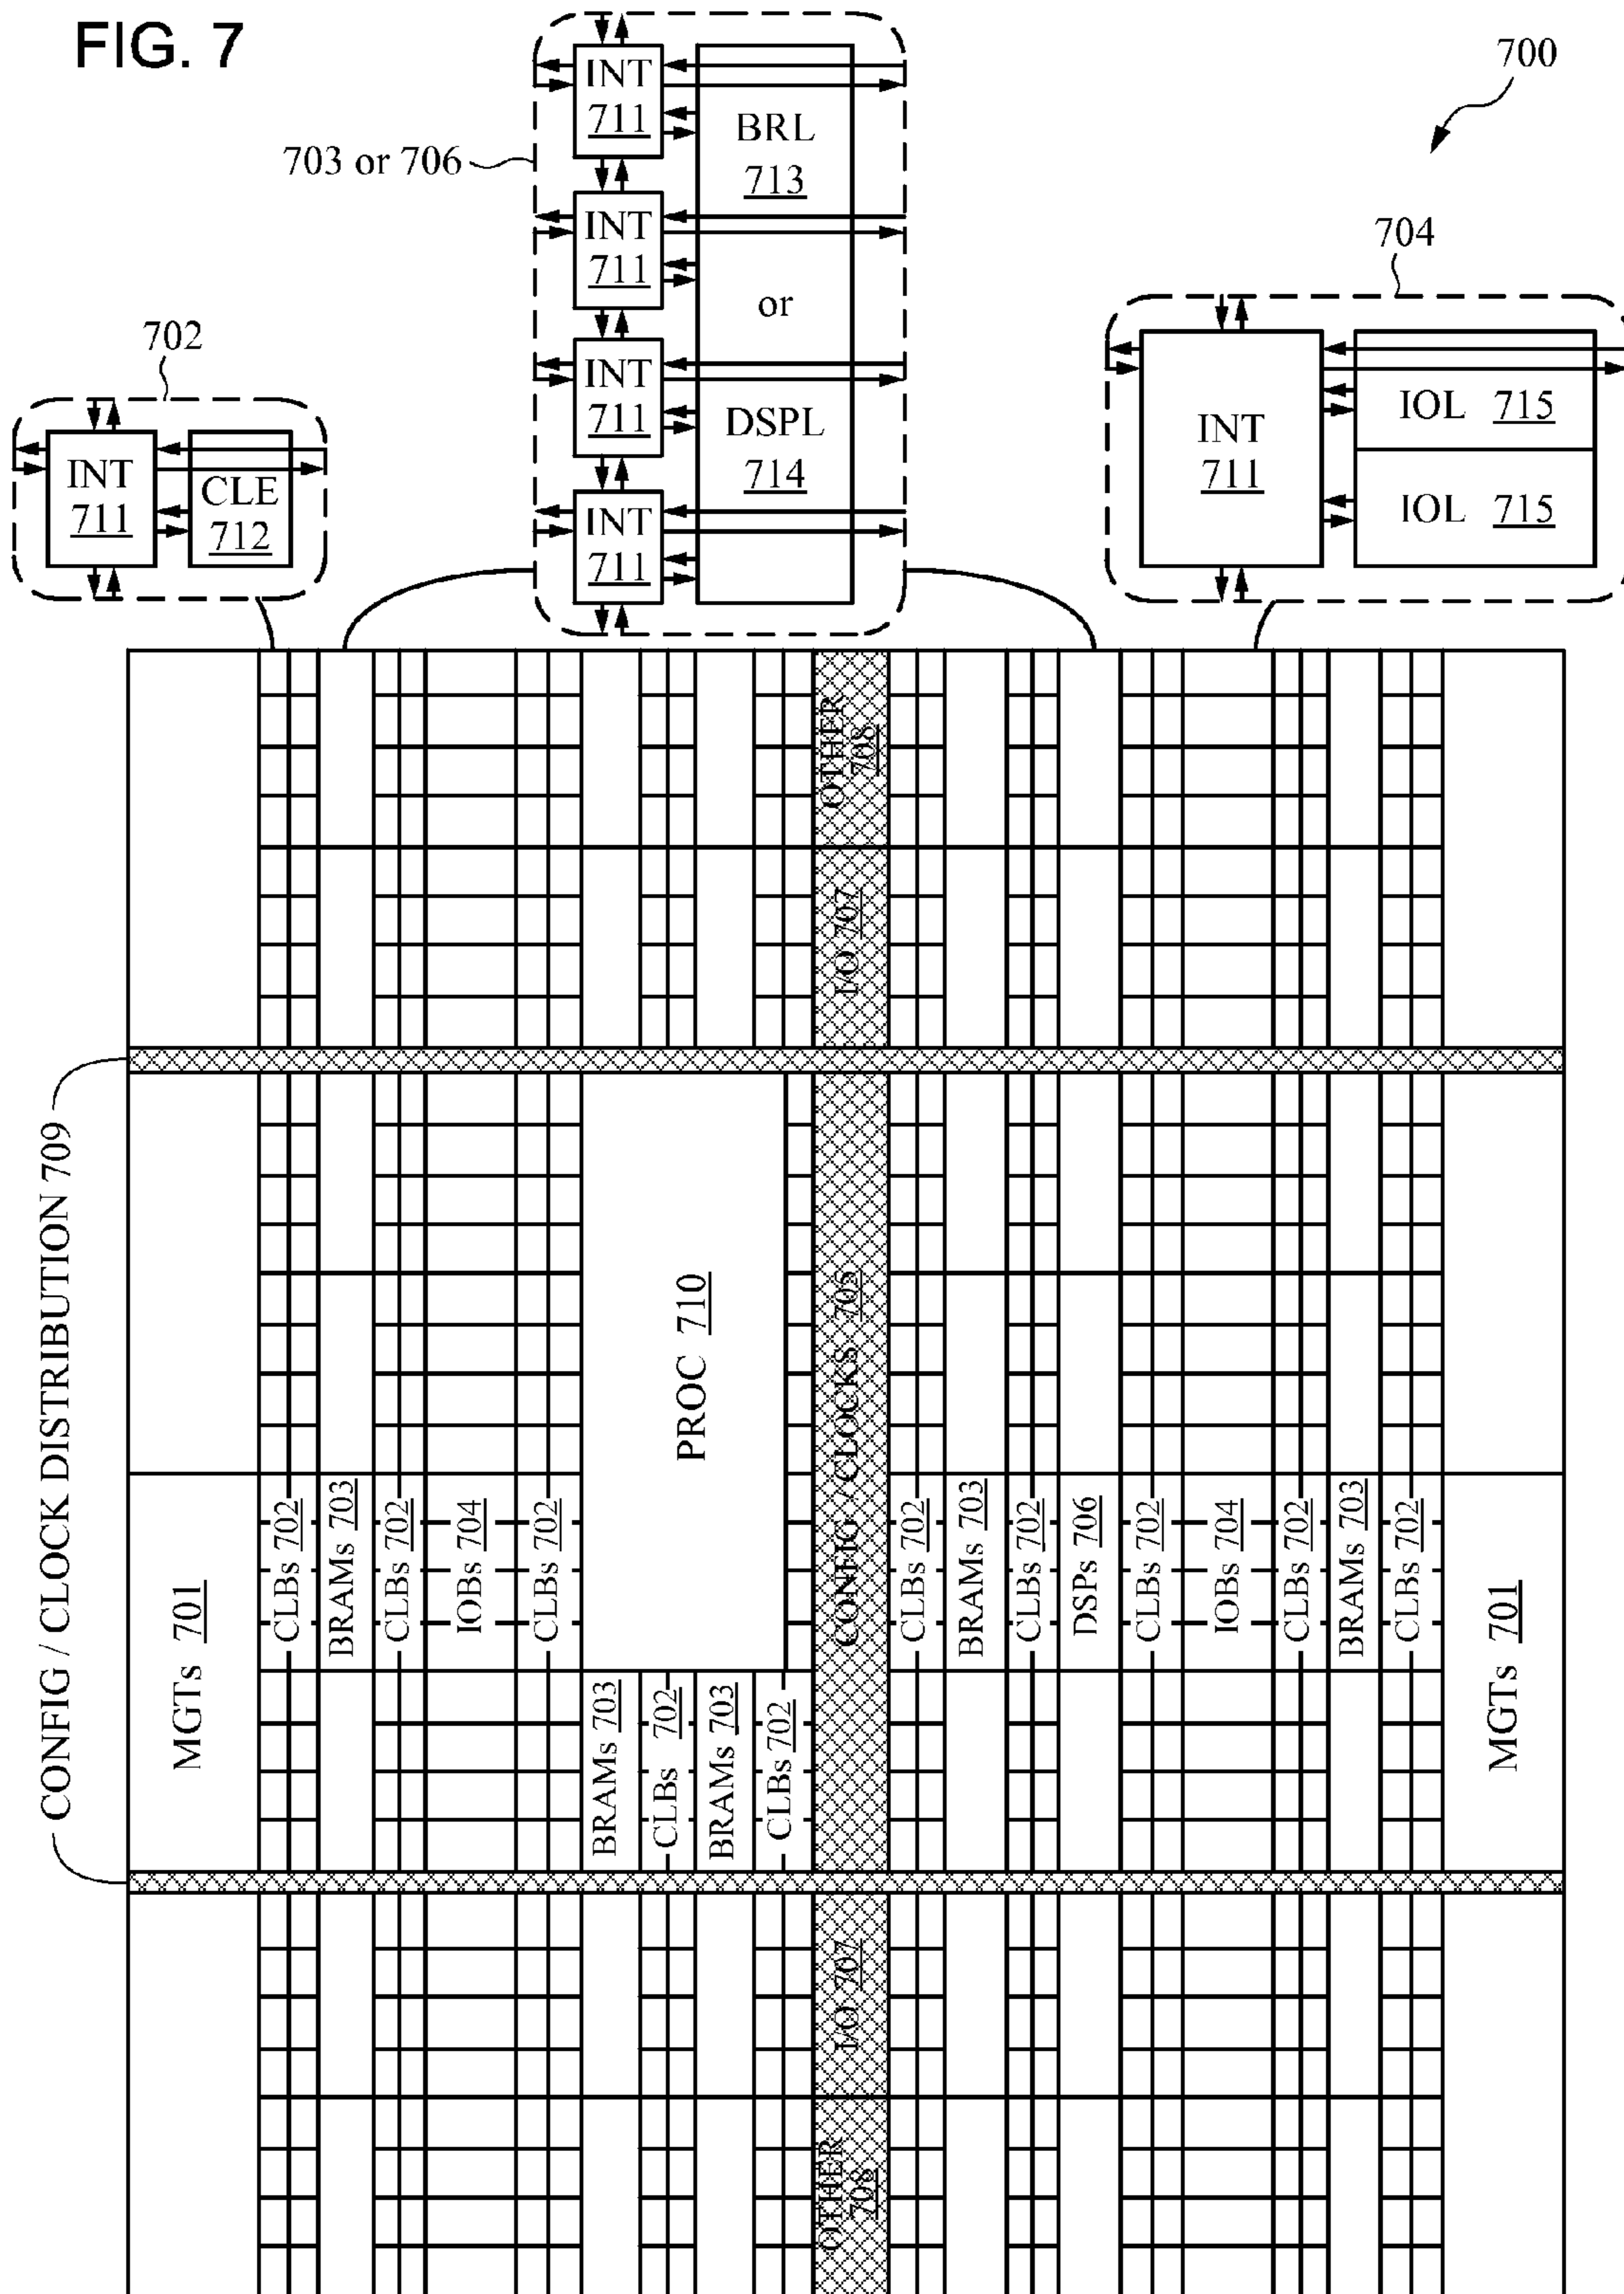 FIG. 7
700
703 or 706
INT
711
INT
711
INT
711
INT
711
BRL
713
or
DSPL
714
704
INT
711
IOL 715
IOL 715
702
INT
711
CLE
712
OTHER
708
I/O 707
CONFIG / CLOCK DISTRIBUTION 709
PROC 710
CONFIG / CLOCKS 705
MGTs 701
CLBs 702
BRAMs 703
CLBs 702
IOBs 704
CLBs 702
BRAMs 703
CLBs 702
BRAMs 703
CLBs 702
CLBs 702
BRAMs 703
CLBs 702
DSPs 706
CLBs 702
IOBs 704
CLBs 702
BRAMs 703
CLBs 702
MGTs 701
I/O 707
OTHER
708